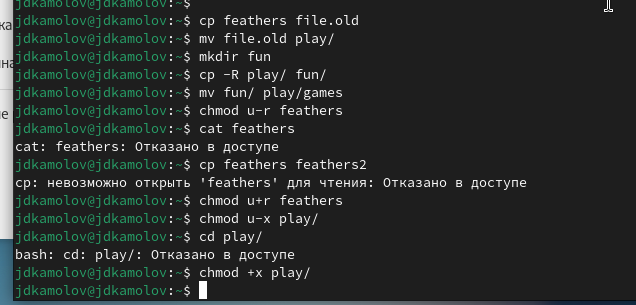 jdkamolov@jdkamolov:~$
jdkamolov@jdkamolov:~$ cp feathers file.old
jdkamolov@jdkamolov:~$ mv file.old play/
jdkamolov@jdkamolov:~$ mkdir fun
jdkamolov@jdkamolov:~$ cp -R play/ fun/
jdkamolov@jdkamolov:~$ mv fun/ play/games
jdkamolov@jdkamolov:~$ chmod u-r feathers
jdkamolov@jdkamolov:~$ cat feathers
cat: feathers: Отказано в доступе
jdkamolov@jdkamolov:~$ cp feathers feathers2
cp: невозможно открыть 'feathers' для чтения: Отказано в доступе
jdkamolov@jdkamolov:~$ chmod u+r feathers
jdkamolov@jdkamolov:~$ chmod u-x play/
jdkamolov@jdkamolov:~$ cd play/
bash: cd: play/: Отказано в доступе
jdkamolov@jdkamolov:~$ chmod +x play/
jdkamolov@jdkamolov:~$